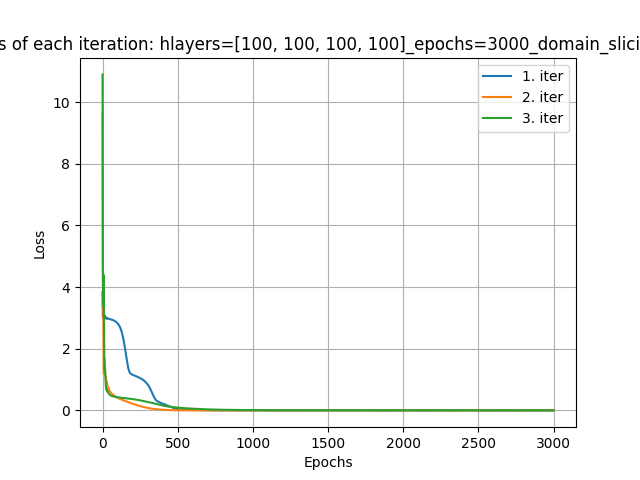 s of each iteration: hlayers=[100, 100, 100, 100]_epochs=3000_domain_slici
1. iter
2. iter
3. iter
10
8
6
4
2
0
Loss
0 500 1000 1500 2000 2500 3000
Epochs